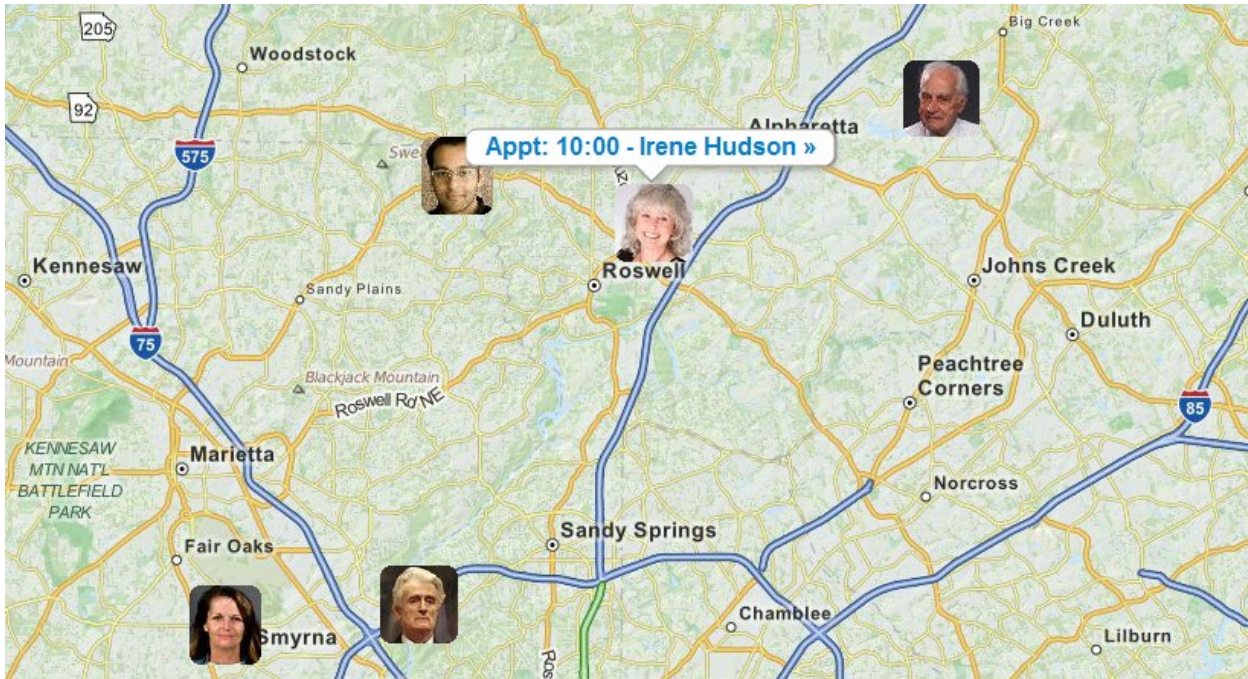 205
Big Creek
Woodstock
92
Alpharetta
575
Appt: 10:00 - Irene Hudson »
Kennesaw
Roswell
Johns Creek
Sandy Plains
Duluth
75
Mountain
Peachtree
Corners
Blackjack Mountain
Roswell Rd NE
85
KENNESAW
MTN NAT'L
BATTLEFIELD
PARK
Marietta
Norcross
Sandy Springs
Fair Oaks
Chamblee
Smyrna
Lilburn